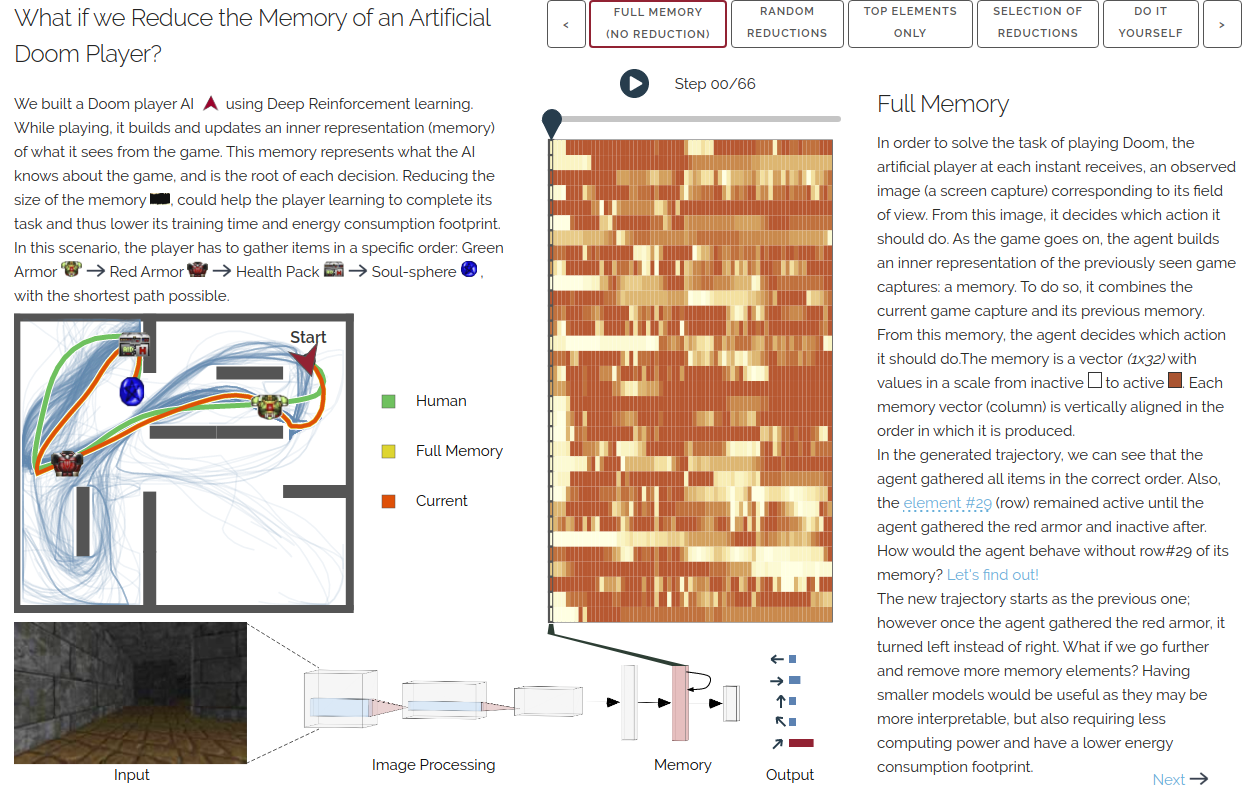 What if we Reduce the Memory of an Artificial
Doom Player?
We built a Doom player AI using Deep Reinforcement learning.
While playing, it builds and updates an inner representation (memory)
of what it sees from the game. This memory represents what the AI
knows about the game, and is the root of each decision. Reducing the
size of the memory , could help the player learning to complete its
task and thus lower its training time and energy consumption footprint.
In this scenario, the player has to gather items in a specific order: Green
Armor → Red Armor → Health Pack → Soul-sphere ,
with the shortest path possible.
Start
Human
Full Memory
Current
Input
Image Processing
Memory
Output
<
FULL MEMORY
(NO REDUCTION)
RANDOM
REDUCTIONS
TOP ELEMENTS
ONLY
SELECTION OF
REDUCTIONS
DO IT
YOURSELF
>
Step 00/66
Full Memory
In order to solve the task of playing Doom, the
artificial player at each instant receives, an observed
image (a screen capture) corresponding to its field
of view. From this image, it decides which action it
should do. As the game goes on, the agent builds
an inner representation of the previously seen game
captures: a memory. To do so, it combines the
current game capture and its previous memory.
From this memory, the agent decides which action
it should do.The memory is a vector (1x32) with
values in a scale from inactive to active . Each
memory vector (column) is vertically aligned in the
order in which it is produced.
In the generated trajectory, we can see that the
agent gathered all items in the correct order. Also,
the element #29 (row) remained active until the
agent gathered the red armor and inactive after.
How would the agent behave without row#29 of its
memory? Let's find out!
The new trajectory starts as the previous one;
however once the agent gathered the red armor, it
turned left instead of right. What if we go further
and remove more memory elements? Having
smaller models would be useful as they may be
more interpretable, but also requiring less
computing power and have a lower energy
consumption footprint.
Next →